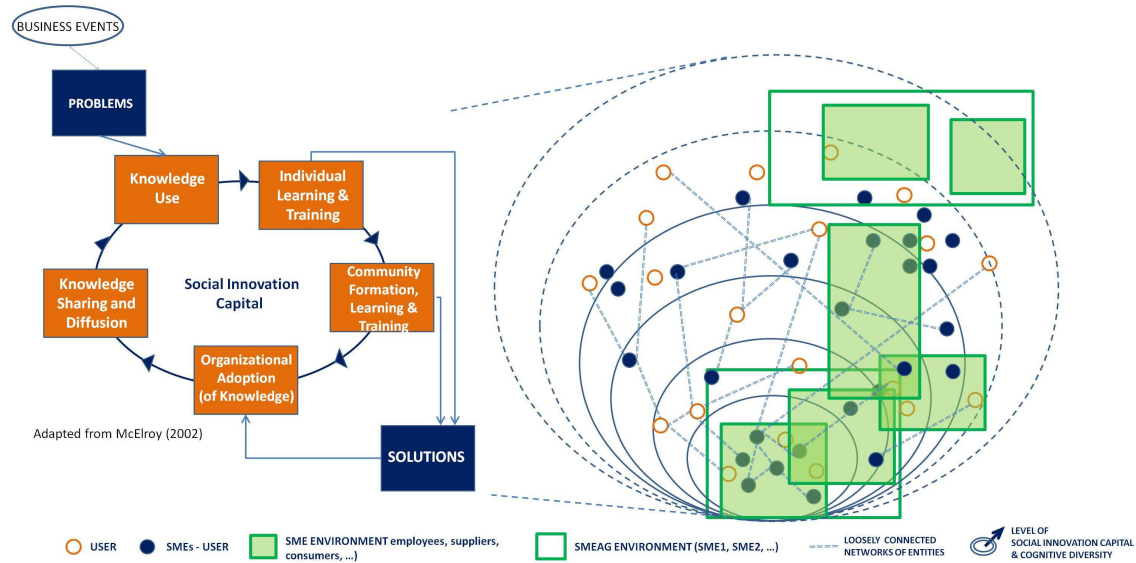 BUSINESS EVENTS
PROBLEMS
Knowledge
Use
Individual
Learning &
Training
Community
Formation,
Learning &
Training
Social Innovation
Capital
Knowledge
Sharing and
Diffusion
Organizational
Adoption
(of Knowledge)
Adapted from McElroy (2002)
SOLUTIONS
USER
SMEs - USER
SME ENVIRONMENT employees, suppliers,
consumers, ...)
SMEAG ENVIRONMENT (SME1, SME2, ...)
LOOSELY CONNECTED
NETWORKS OF ENTITIES
LEVEL OF
SOCIAL INNOVATION CAPITAL
& COGNITIVE DIVERSITY